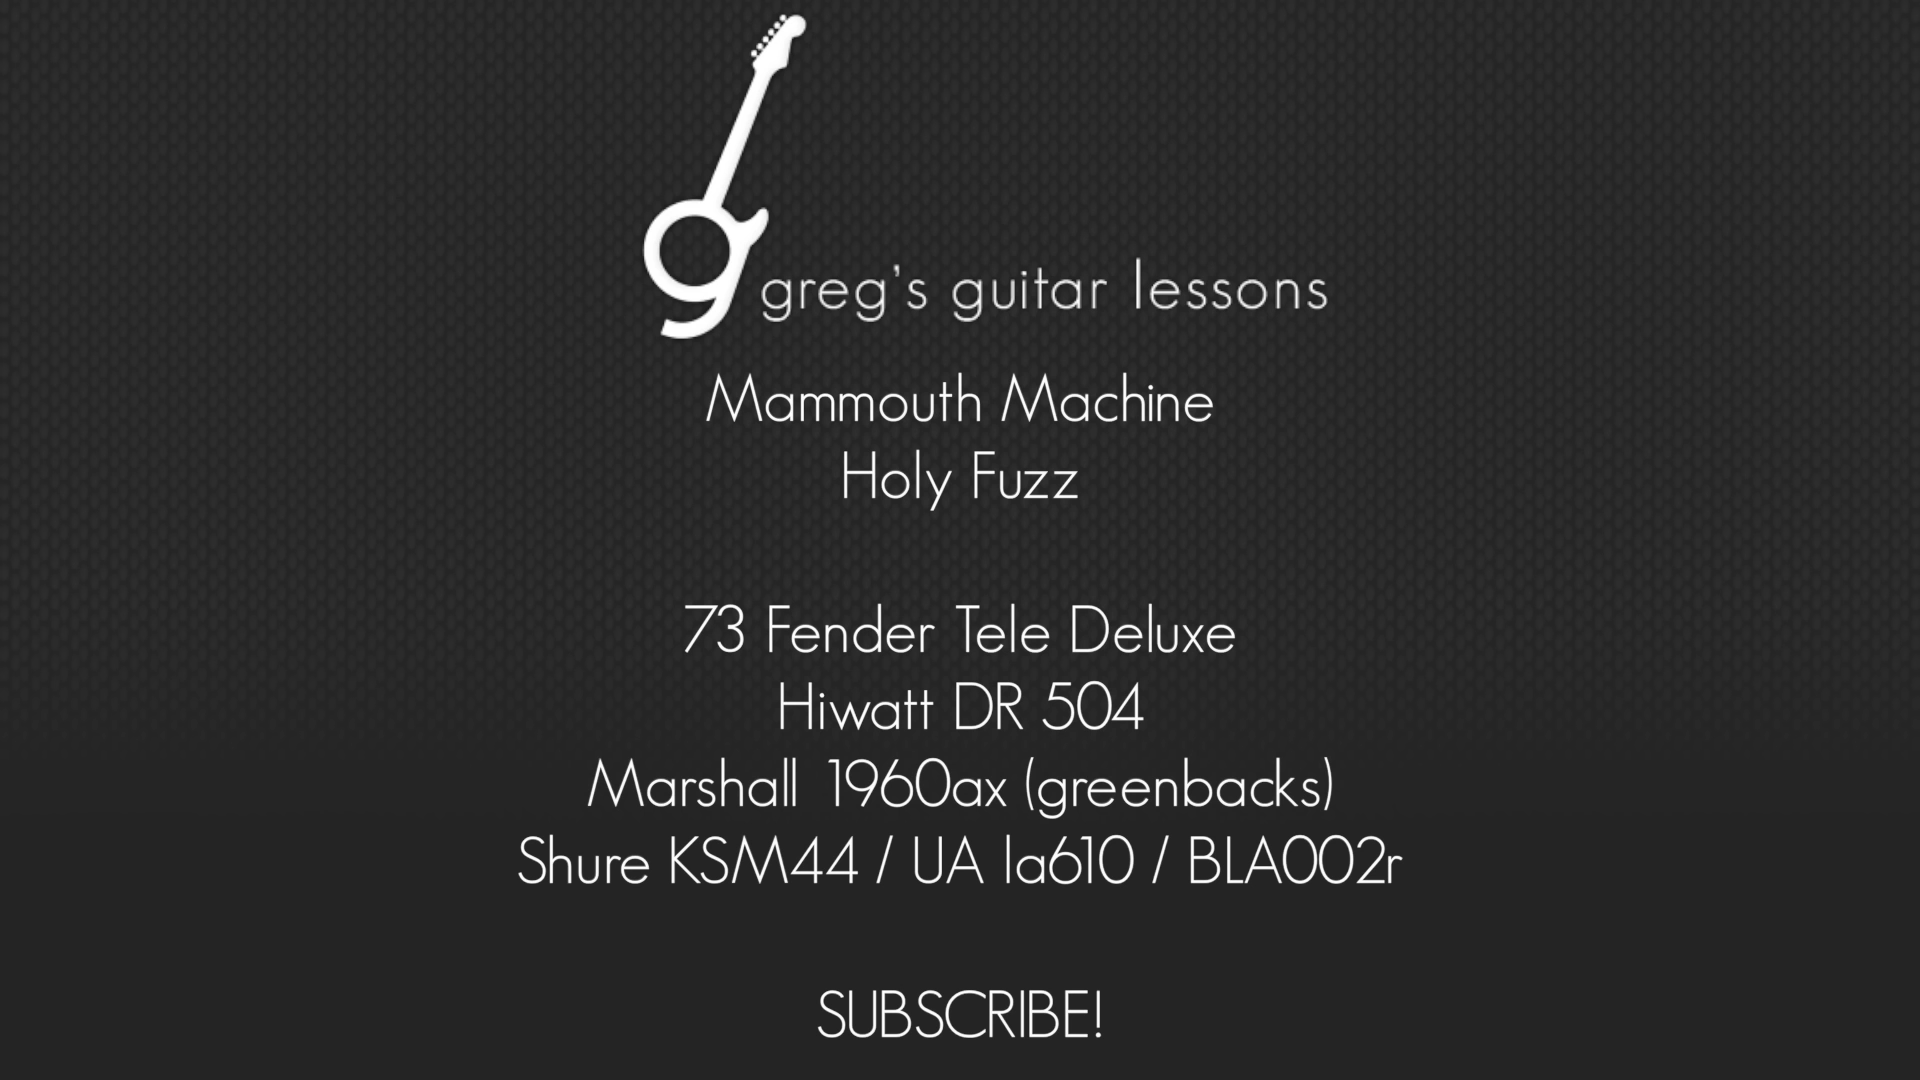 greg's guitar lessons
Mammouth Machine
Holy Fuzz
73 Fender Tele Deluxe
Hiwatt DR 504
Marshall 1960ax (greenbacks)
Shure KSM44 / UA la610 / BLA002r
SUBSCRIBE!